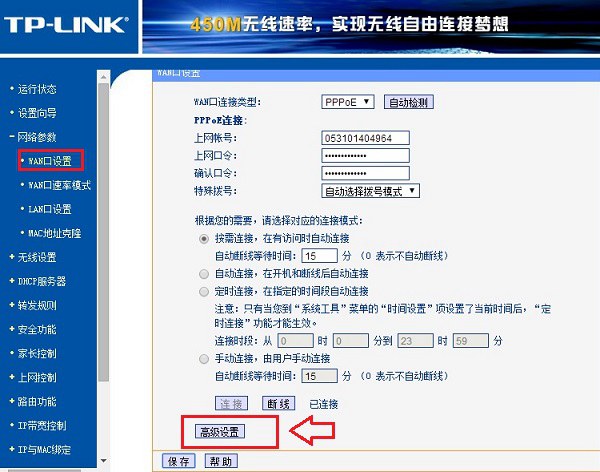 TP-LINK®
450M无线速率，实现无线自由连接梦想
• 运行状态
• 设置向导
- 网络参数
• WAN口设置
• WAN口速率模式
• LAN口设置
• MAC地址克隆
+ 无线设置
+ DHCP服务器
+ 转发规则
+ 安全功能
• 家长控制
+ 上网控制
+ 路由功能
• IP带宽控制
+ IP与MAC绑定
WAN口设置
WAN口连接类型： PPPoE 自动检测
PPPoE连接：
上网帐号： 053101404964
上网口令： ••••••••••••
确认口令： ••••••••••••
特殊拨号： 自动选择拨号模式
根据您的需要，请选择对应的连接模式：
按需连接，在有访问时自动连接
自动断线等待时间： 15 分 （0 表示不自动断线）
自动连接，在开机和断线后自动连接
定时连接，在指定的时间段自动连接
注意：只有当您到“系统工具”菜单的“时间设置”项设置了当前时间后，“定
时连接”功能才能生效。
连接时段：从 0 时 0 分到 23 时 59 分
手动连接，由用户手动连接
自动断线等待时间： 15 分 （0 表示不自动断线）
连 接 断 线 已连接
高级设置
保 存 帮 助